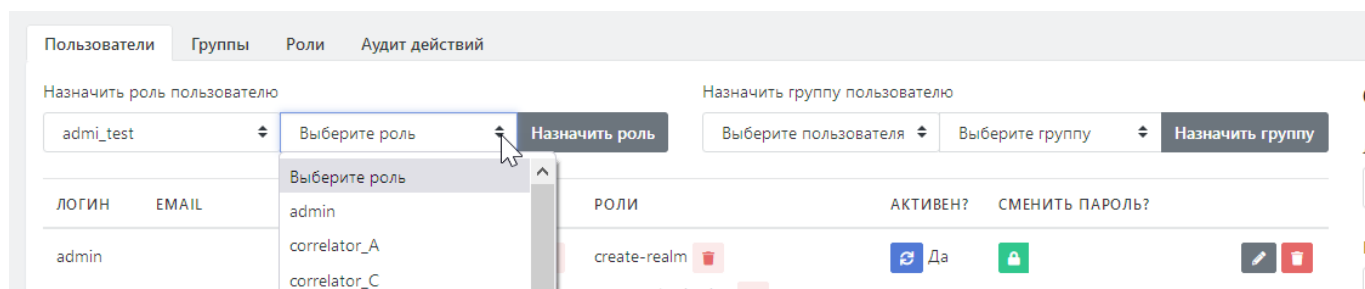 Пользователи Группы Роли Аудит действий
Назначить роль пользователю Назначить группу пользователю
admi_test Выберите роль Назначить роль Выберите пользователя Выберите группу Назначить группу
Выберите роль
ЛОГИН EMAIL РОЛИ АКТИВЕН? СМЕНИТЬ ПАРОЛЬ?
admin
correlator_A
admin create-realm Да
correlator_C